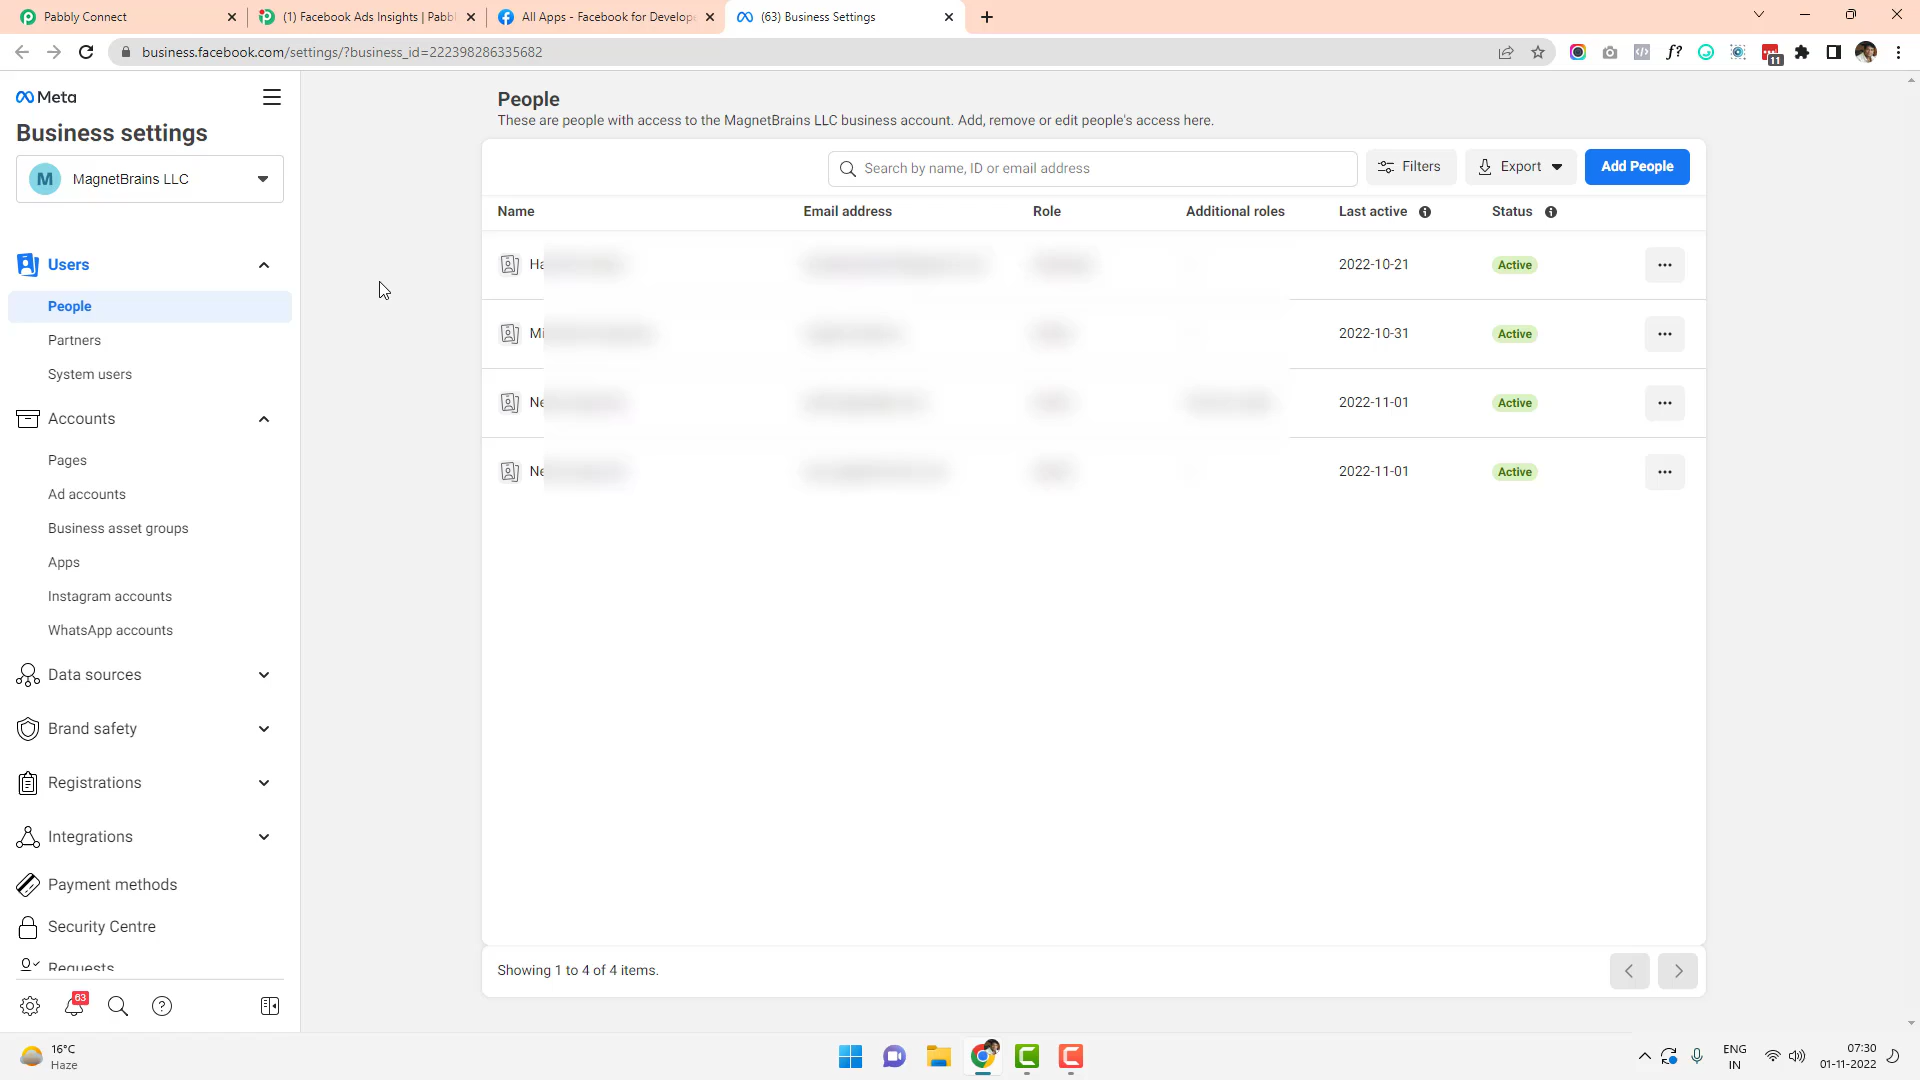 Pabbly Connect
(1) Facebook Ads Insights | Pabbl
All Apps - Facebook for Develope
(63) Business Settings
business.facebook.com/settings/?business_id=222398286335682
f?
11
Meta
Business settings
M
MagnetBrains LLC
Users
People
Partners
System users
Accounts
Pages
Ad accounts
Business asset groups
Apps
Instagram accounts
WhatsApp accounts
Data sources
Brand safety
Registrations
Integrations
Payment methods
Security Centre
Requests
63
People
These are people with access to the MagnetBrains LLC business account. Add, remove or edit people's access here.
Search by name, ID or email address
Filters
Export
Add People
Name Email address Role Additional roles Last active Status
Ha 2022-10-21 Active
Mi 2022-10-31 Active
Ne 2022-11-01 Active
Ne 2022-11-01 Active
Showing 1 to 4 of 4 items.
16°C
Haze
ENG
IN
07:30
01-11-2022